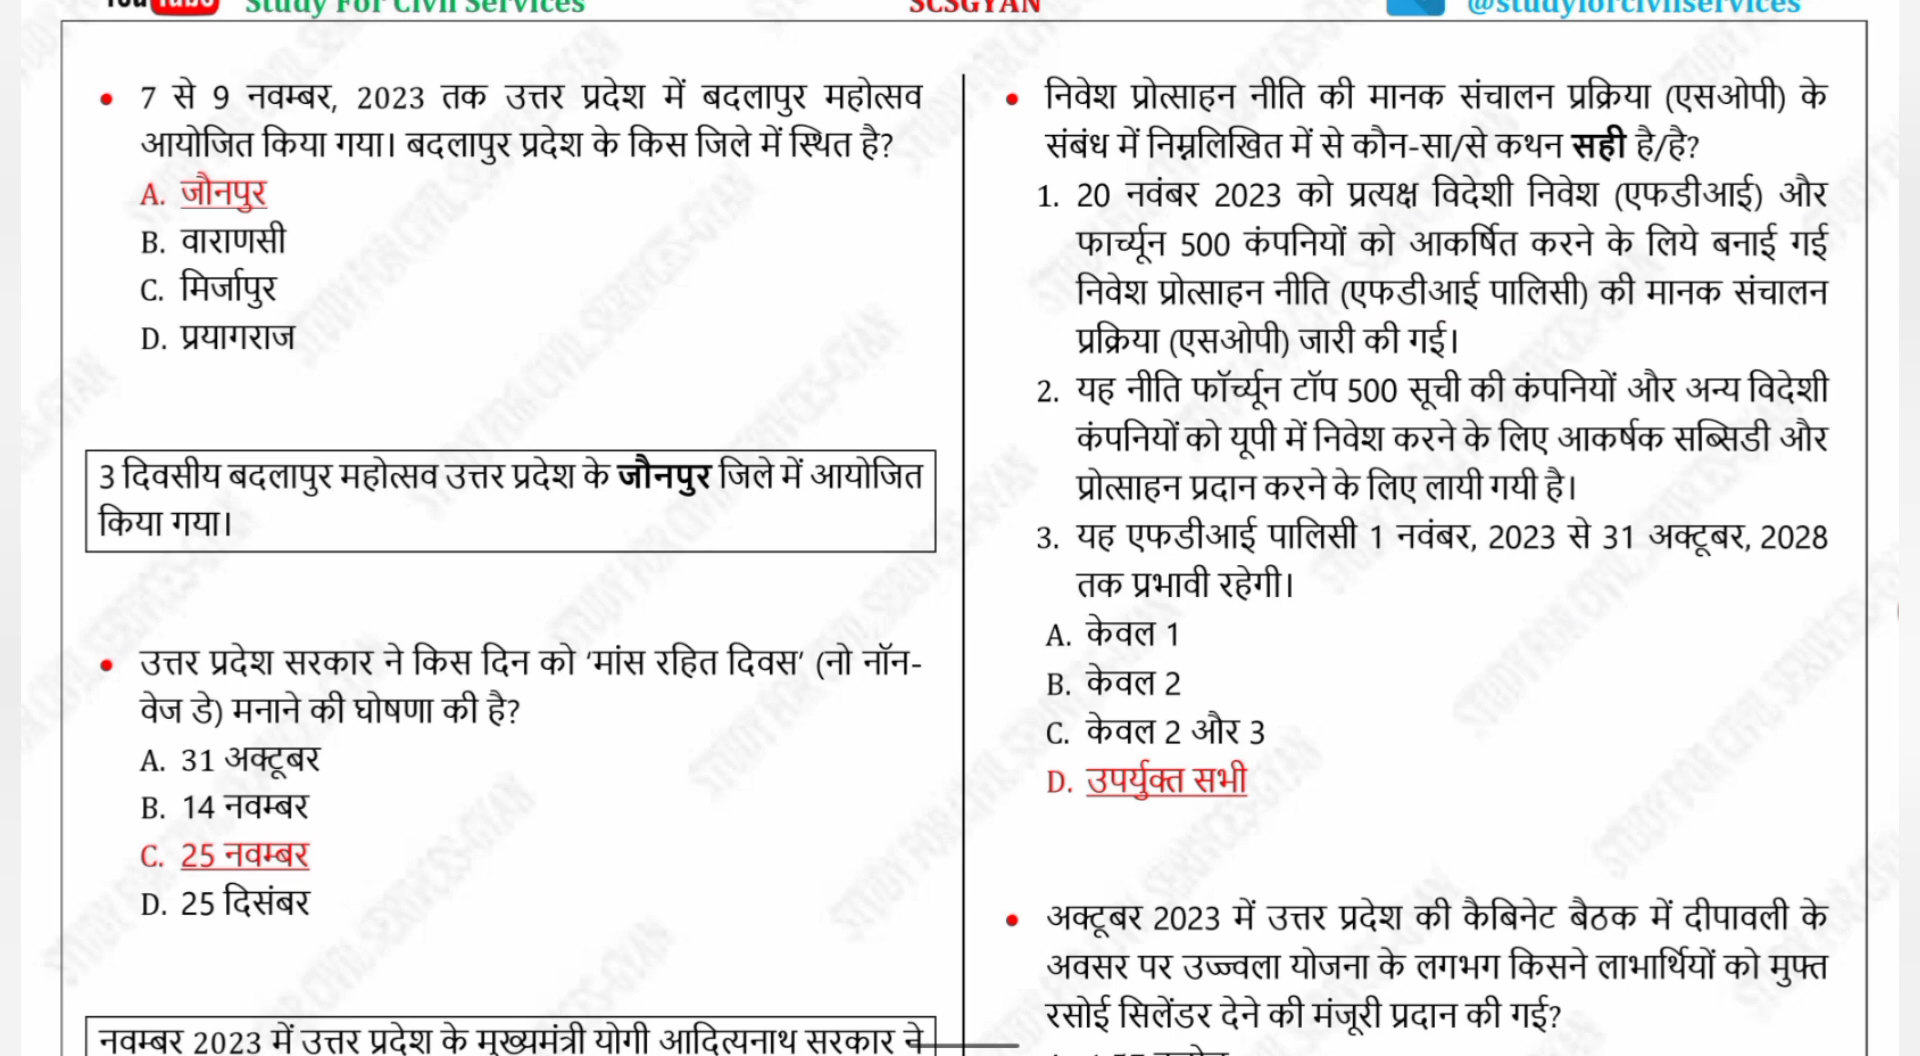 YouTube Study For Civil Services
SCSGYAN
@studyforcivilservices
• 7 से 9 नवम्बर, 2023 तक उत्तर प्रदेश में बदलापुर महोत्सव
आयोजित किया गया। बदलापुर प्रदेश के किस जिले में स्थित है?
A. जौनपुर
B. वाराणसी
C. मिर्जापुर
D. प्रयागराज
3 दिवसीय बदलापुर महोत्सव उत्तर प्रदेश के जौनपुर जिले में आयोजित
किया गया।
• उत्तर प्रदेश सरकार ने किस दिन को ‘मांस रहित दिवस’ (नो नॉन-
वेज डे) मनाने की घोषणा की है?
A. 31 अक्टूबर
B. 14 नवम्बर
C. 25 नवम्बर
D. 25 दिसंबर
नवम्बर 2023 में उत्तर प्रदेश के मुख्यमंत्री योगी आदित्यनाथ सरकार ने
• निवेश प्रोत्साहन नीति की मानक संचालन प्रक्रिया (एसओपी) के
संबंध में निम्नलिखित में से कौन-सा/से कथन सही है/है?
1. 20 नवंबर 2023 को प्रत्यक्ष विदेशी निवेश (एफडीआई) और
फार्च्यून 500 कंपनियों को आकर्षित करने के लिये बनाई गई
निवेश प्रोत्साहन नीति (एफडीआई पालिसी) की मानक संचालन
प्रक्रिया (एसओपी) जारी की गई।
2. यह नीति फॉर्च्यून टॉप 500 सूची की कंपनियों और अन्य विदेशी
कंपनियों को यूपी में निवेश करने के लिए आकर्षक सब्सिडी और
प्रोत्साहन प्रदान करने के लिए लायी गयी है।
3. यह एफडीआई पालिसी 1 नवंबर, 2023 से 31 अक्टूबर, 2028
तक प्रभावी रहेगी।
A. केवल 1
B. केवल 2
C. केवल 2 और 3
D. उपर्युक्त सभी
• अक्टूबर 2023 में उत्तर प्रदेश की कैबिनेट बैठक में दीपावली के
अवसर पर उज्ज्वला योजना के लगभग किसने लाभार्थियों को मुफ्त
रसोई सिलेंडर देने की मंजूरी प्रदान की गई?